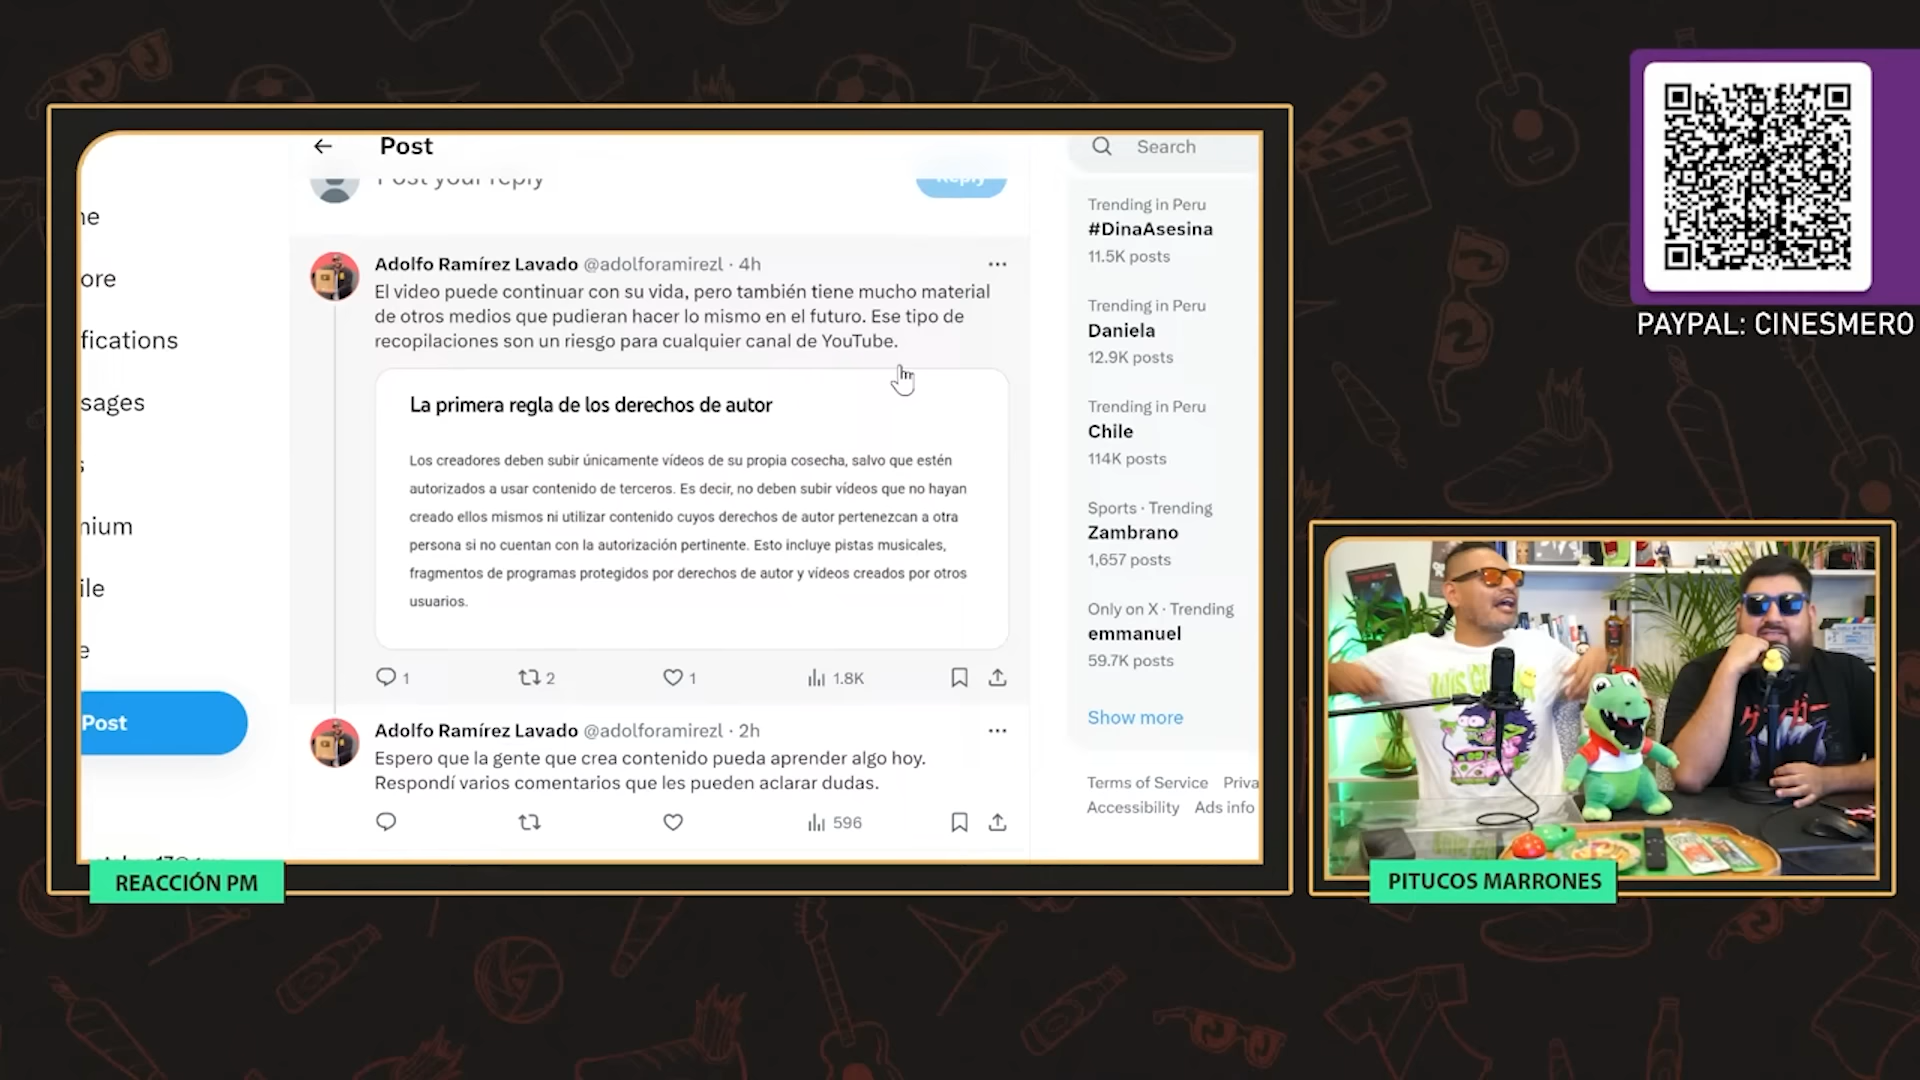 Post
Search
Post your reply
Reply
ne
ore
fications
sages
s
nium
ile
e
Post
Adolfo Ramírez Lavado @adolforamirezl · 4h
El video puede continuar con su vida, pero también tiene mucho material
de otros medios que pudieran hacer lo mismo en el futuro. Ese tipo de
recopilaciones son un riesgo para cualquier canal de YouTube.
La primera regla de los derechos de autor
Los creadores deben subir únicamente vídeos de su propia cosecha, salvo que estén
autorizados a usar contenido de terceros. Es decir, no deben subir vídeos que no hayan
creado ellos mismos ni utilizar contenido cuyos derechos de autor pertenezcan a otra
persona si no cuentan con la autorización pertinente. Esto incluye pistas musicales,
fragmentos de programas protegidos por derechos de autor y vídeos creados por otros
usuarios.
1
2
1
1.8K
Adolfo Ramírez Lavado @adolforamirezl · 2h
Espero que la gente que crea contenido pueda aprender algo hoy.
Respondí varios comentarios que les pueden aclarar dudas.
596
Trending in Peru
#DinaAsesina
11.5K posts
Trending in Peru
Daniela
12.9K posts
Trending in Peru
Chile
114K posts
Sports · Trending
Zambrano
1,657 posts
Only on X · Trending
emmanuel
59.7K posts
Show more
Terms of Service Priva
Accessibility Ads info
REACCIÓN PM
PAYPAL: CINESMERO
PITUCOS MARRONES